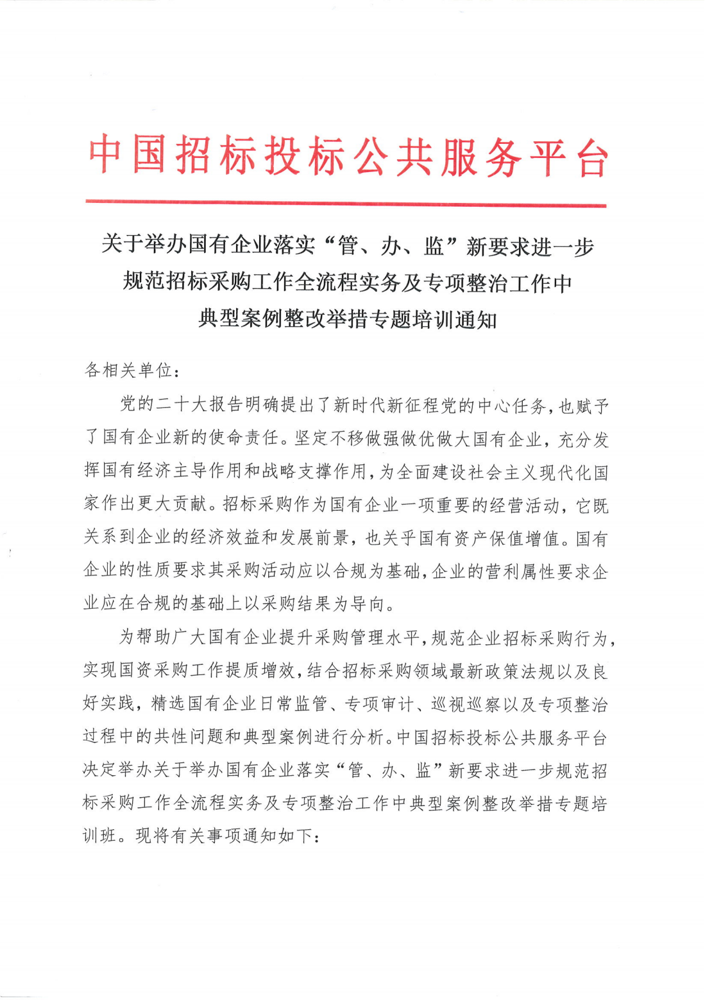 中国招标投标公共服务平台
关于举办国有企业落实“管、办、监”新要求进一步
规范招标采购工作全流程实务及专项整治工作中
典型案例整改举措专题培训通知
各相关单位：
党的二十大报告明确提出了新时代新征程党的中心任务，也赋予
了国有企业新的使命责任。坚定不移做强做优做大国有企业，充分发
挥国有经济主导作用和战略支撑作用，为全面建设社会主义现代化国
家作出更大贡献。招标采购作为国有企业一项重要的经营活动，它既
关系到企业的经济效益和发展前景，也关乎国有资产保值增值。国有
企业的性质要求其采购活动应以合规为基础，企业的营利属性要求企
业应在合规的基础上以采购结果为导向。
为帮助广大国有企业提升采购管理水平，规范企业招标采购行为，
实现国资采购工作提质增效，结合招标采购领域最新政策法规以及良
好实践，精选国有企业日常监管、专项审计、巡视巡察以及专项整治
过程中的共性问题和典型案例进行分析。中国招标投标公共服务平台
决定举办关于举办国有企业落实“管、办、监”新要求进一步规范招
标采购工作全流程实务及专项整治工作中典型案例整改举措专题培
训班。现将有关事项通知如下：